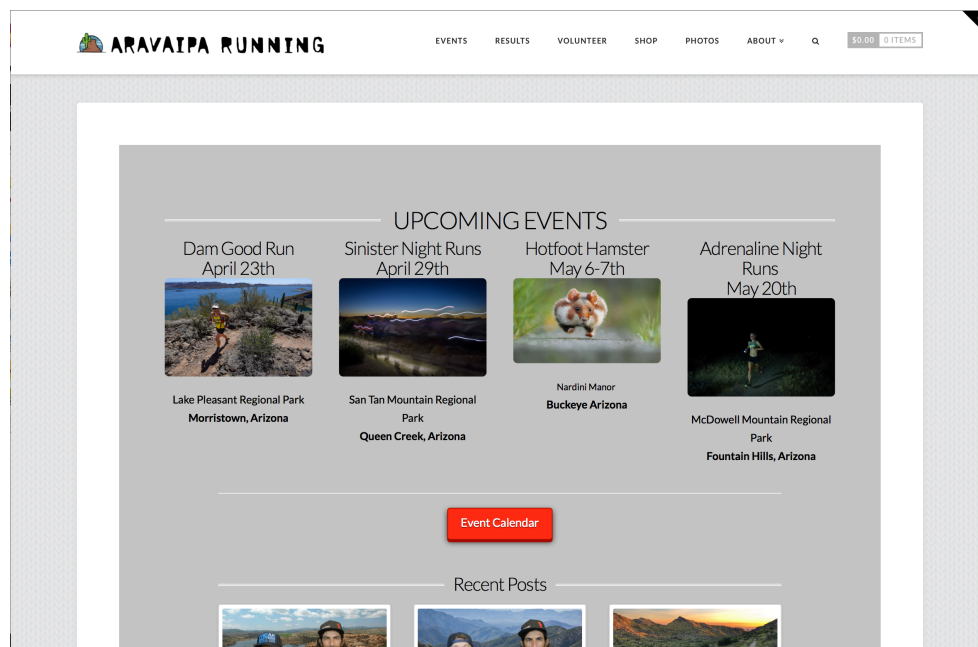 ARAVAIPA RUNNING
EVENTS
RESULTS
VOLUNTEER
SHOP
PHOTOS
ABOUT
$0.00
0 ITEMS
UPCOMING EVENTS
Dam Good Run
April 23th
Lake Pleasant Regional Park
Morristown, Arizona
Sinister Night Runs
April 29th
San Tan Mountain Regional
Park
Queen Creek, Arizona
Hotfoot Hamster
May 6-7th
Nardini Manor
Buckeye Arizona
Adrenaline Night
Runs
May 20th
McDowell Mountain Regional
Park
Fountain Hills, Arizona
Event Calendar
Recent Posts